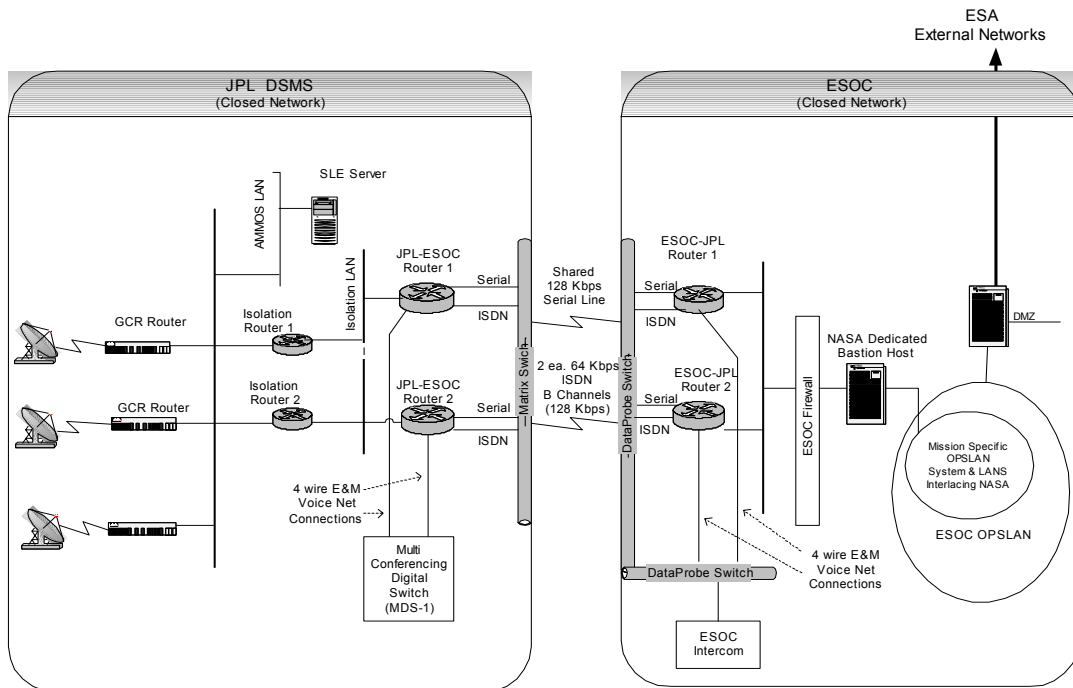 ESA
External Networks
JPL DSMS
(Closed Network)
ESOC
(Closed Network)
SLE Server
AMMOS LAN
Isolation LAN
JPL-ESOC
Router 1
Serial
ISDN
Shared
128 Kbps
Serial Line
ESOC-JPL
Router 1
Serial
ISDN
GCR Router
Isolation
Router 1
DMZ
NASA Dedicated
Bastion Host
Matrix Swich
2 ea. 64 Kbps
ISDN
B Channels
(128 Kbps)
DataProbe Switch
ESOC-JPL
Router 2
Serial
ISDN
GCR Router
Isolation
Router 2
JPL-ESOC
Router 2
Serial
ISDN
ESOC Firewall
Mission Specific
OPSLAN
System & LANS
Interlacing NASA
ESOC OPSLAN
4 wire E&M
Voice Net
Connections
4 wire E&M
Voice Net
Connections
Multi
Conferencing
Digital
Switch
(MDS-1)
DataProbe Switch
ESOC
Intercom